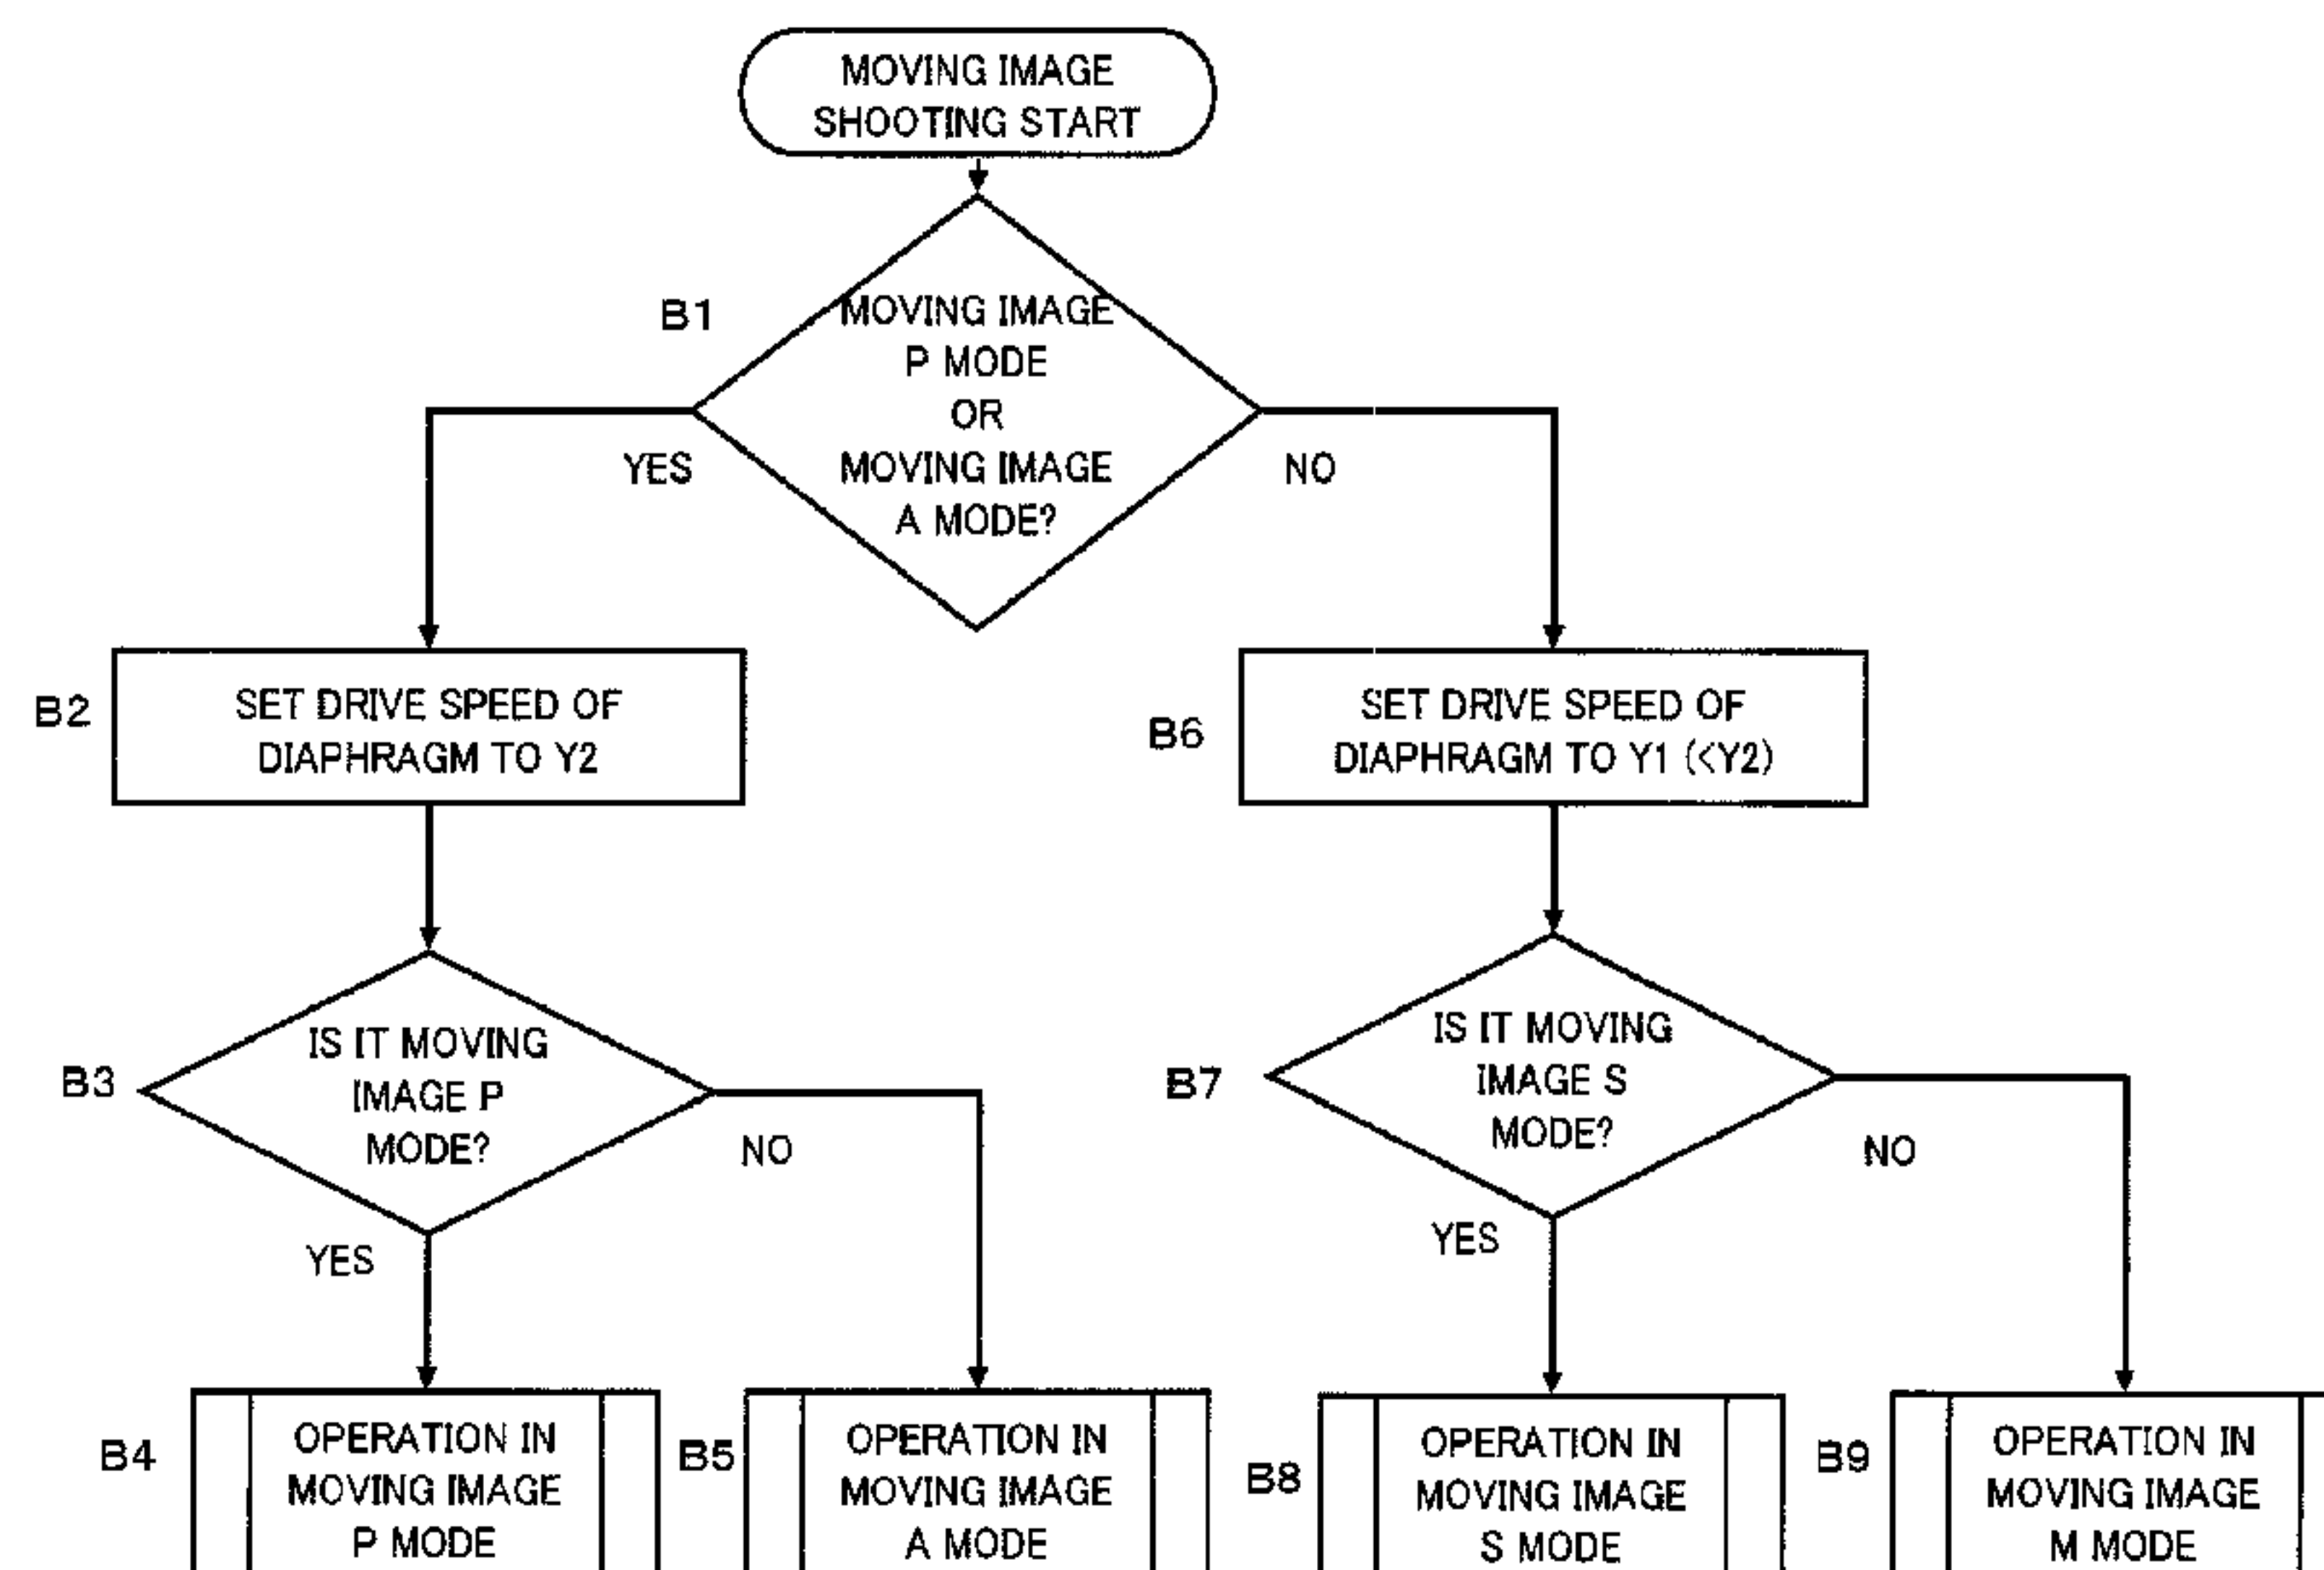 MOVING IMAGE
SHOOTING START
B1
MOVING IMAGE
P MODE
OR
MOVING IMAGE
A MODE?
YES
NO
B2
SET DRIVE SPEED OF
DIAPHRAGM TO Y2
B6
SET DRIVE SPEED OF
DIAPHRAGM TO Y1 (<Y2)
B3
IS IT MOVING
IMAGE P
MODE?
NO
YES
B7
IS IT MOVING
IMAGE S
MODE?
NO
YES
B4
OPERATION IN
MOVING IMAGE
P MODE
B5
OPERATION IN
MOVING IMAGE
A MODE
B8
OPERATION IN
MOVING IMAGE
S MODE
B9
OPERATION IN
MOVING IMAGE
M MODE